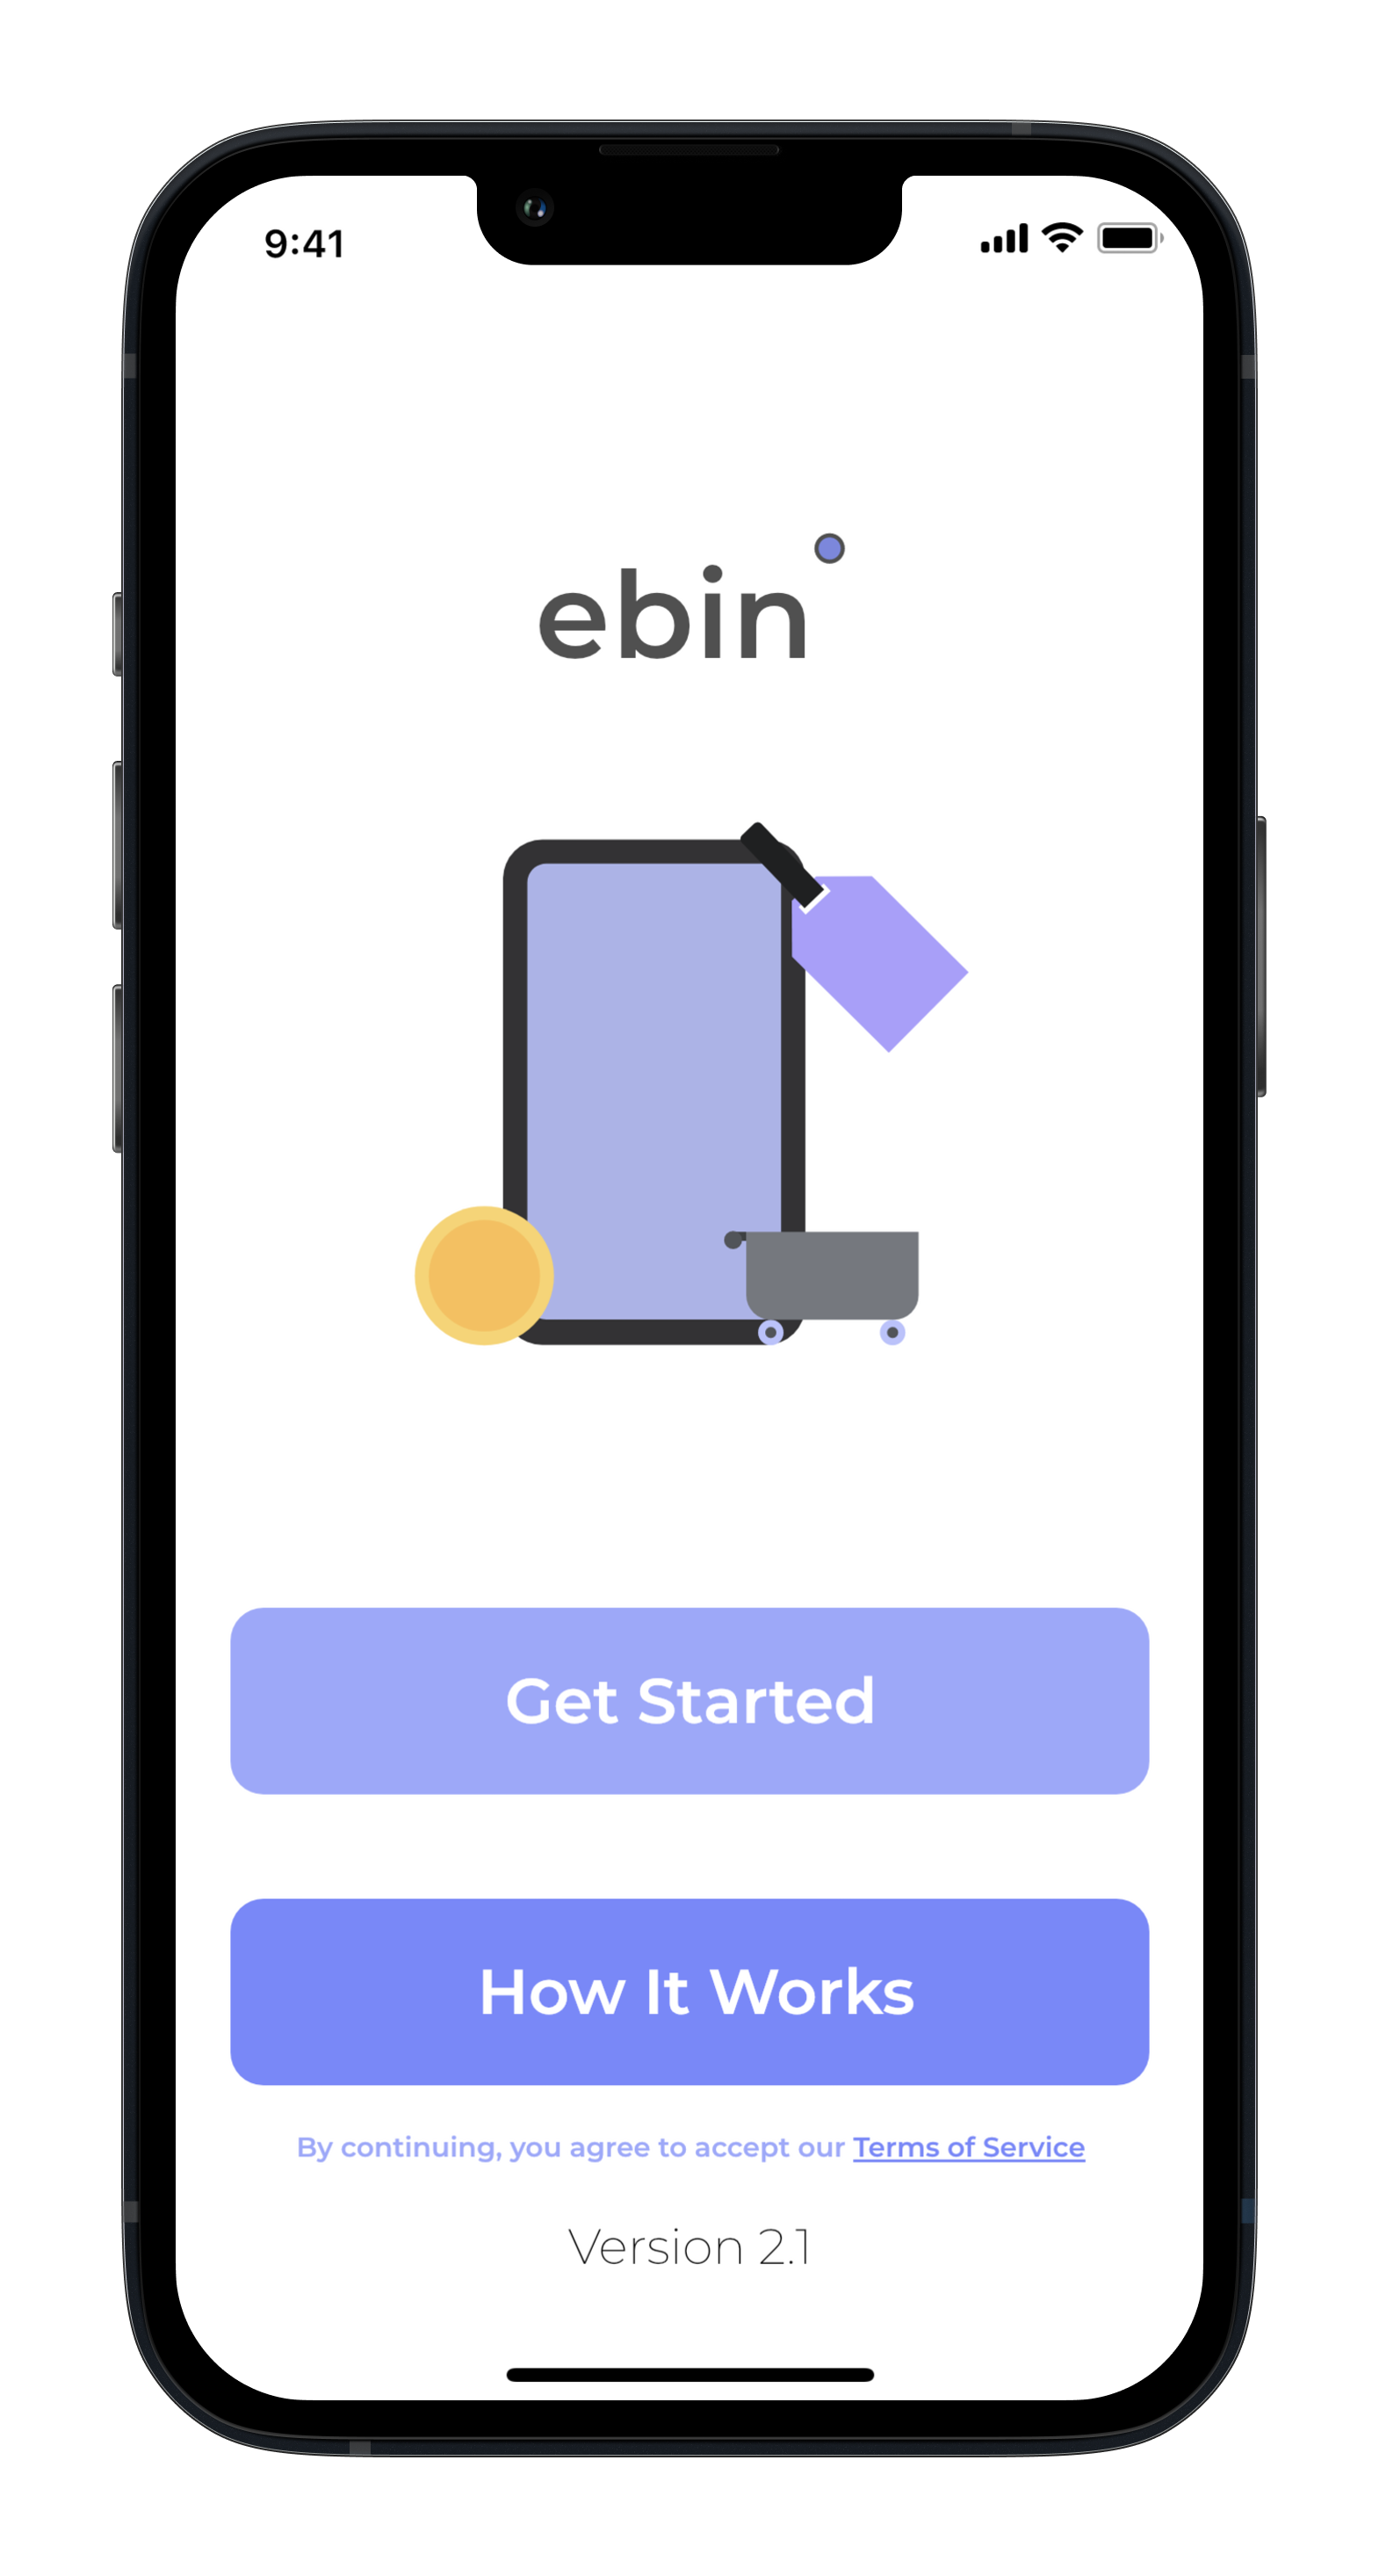 9:41
ebin
Get Started
How It Works
By continuing, you agree to accept our Terms of Service
Version 2.1